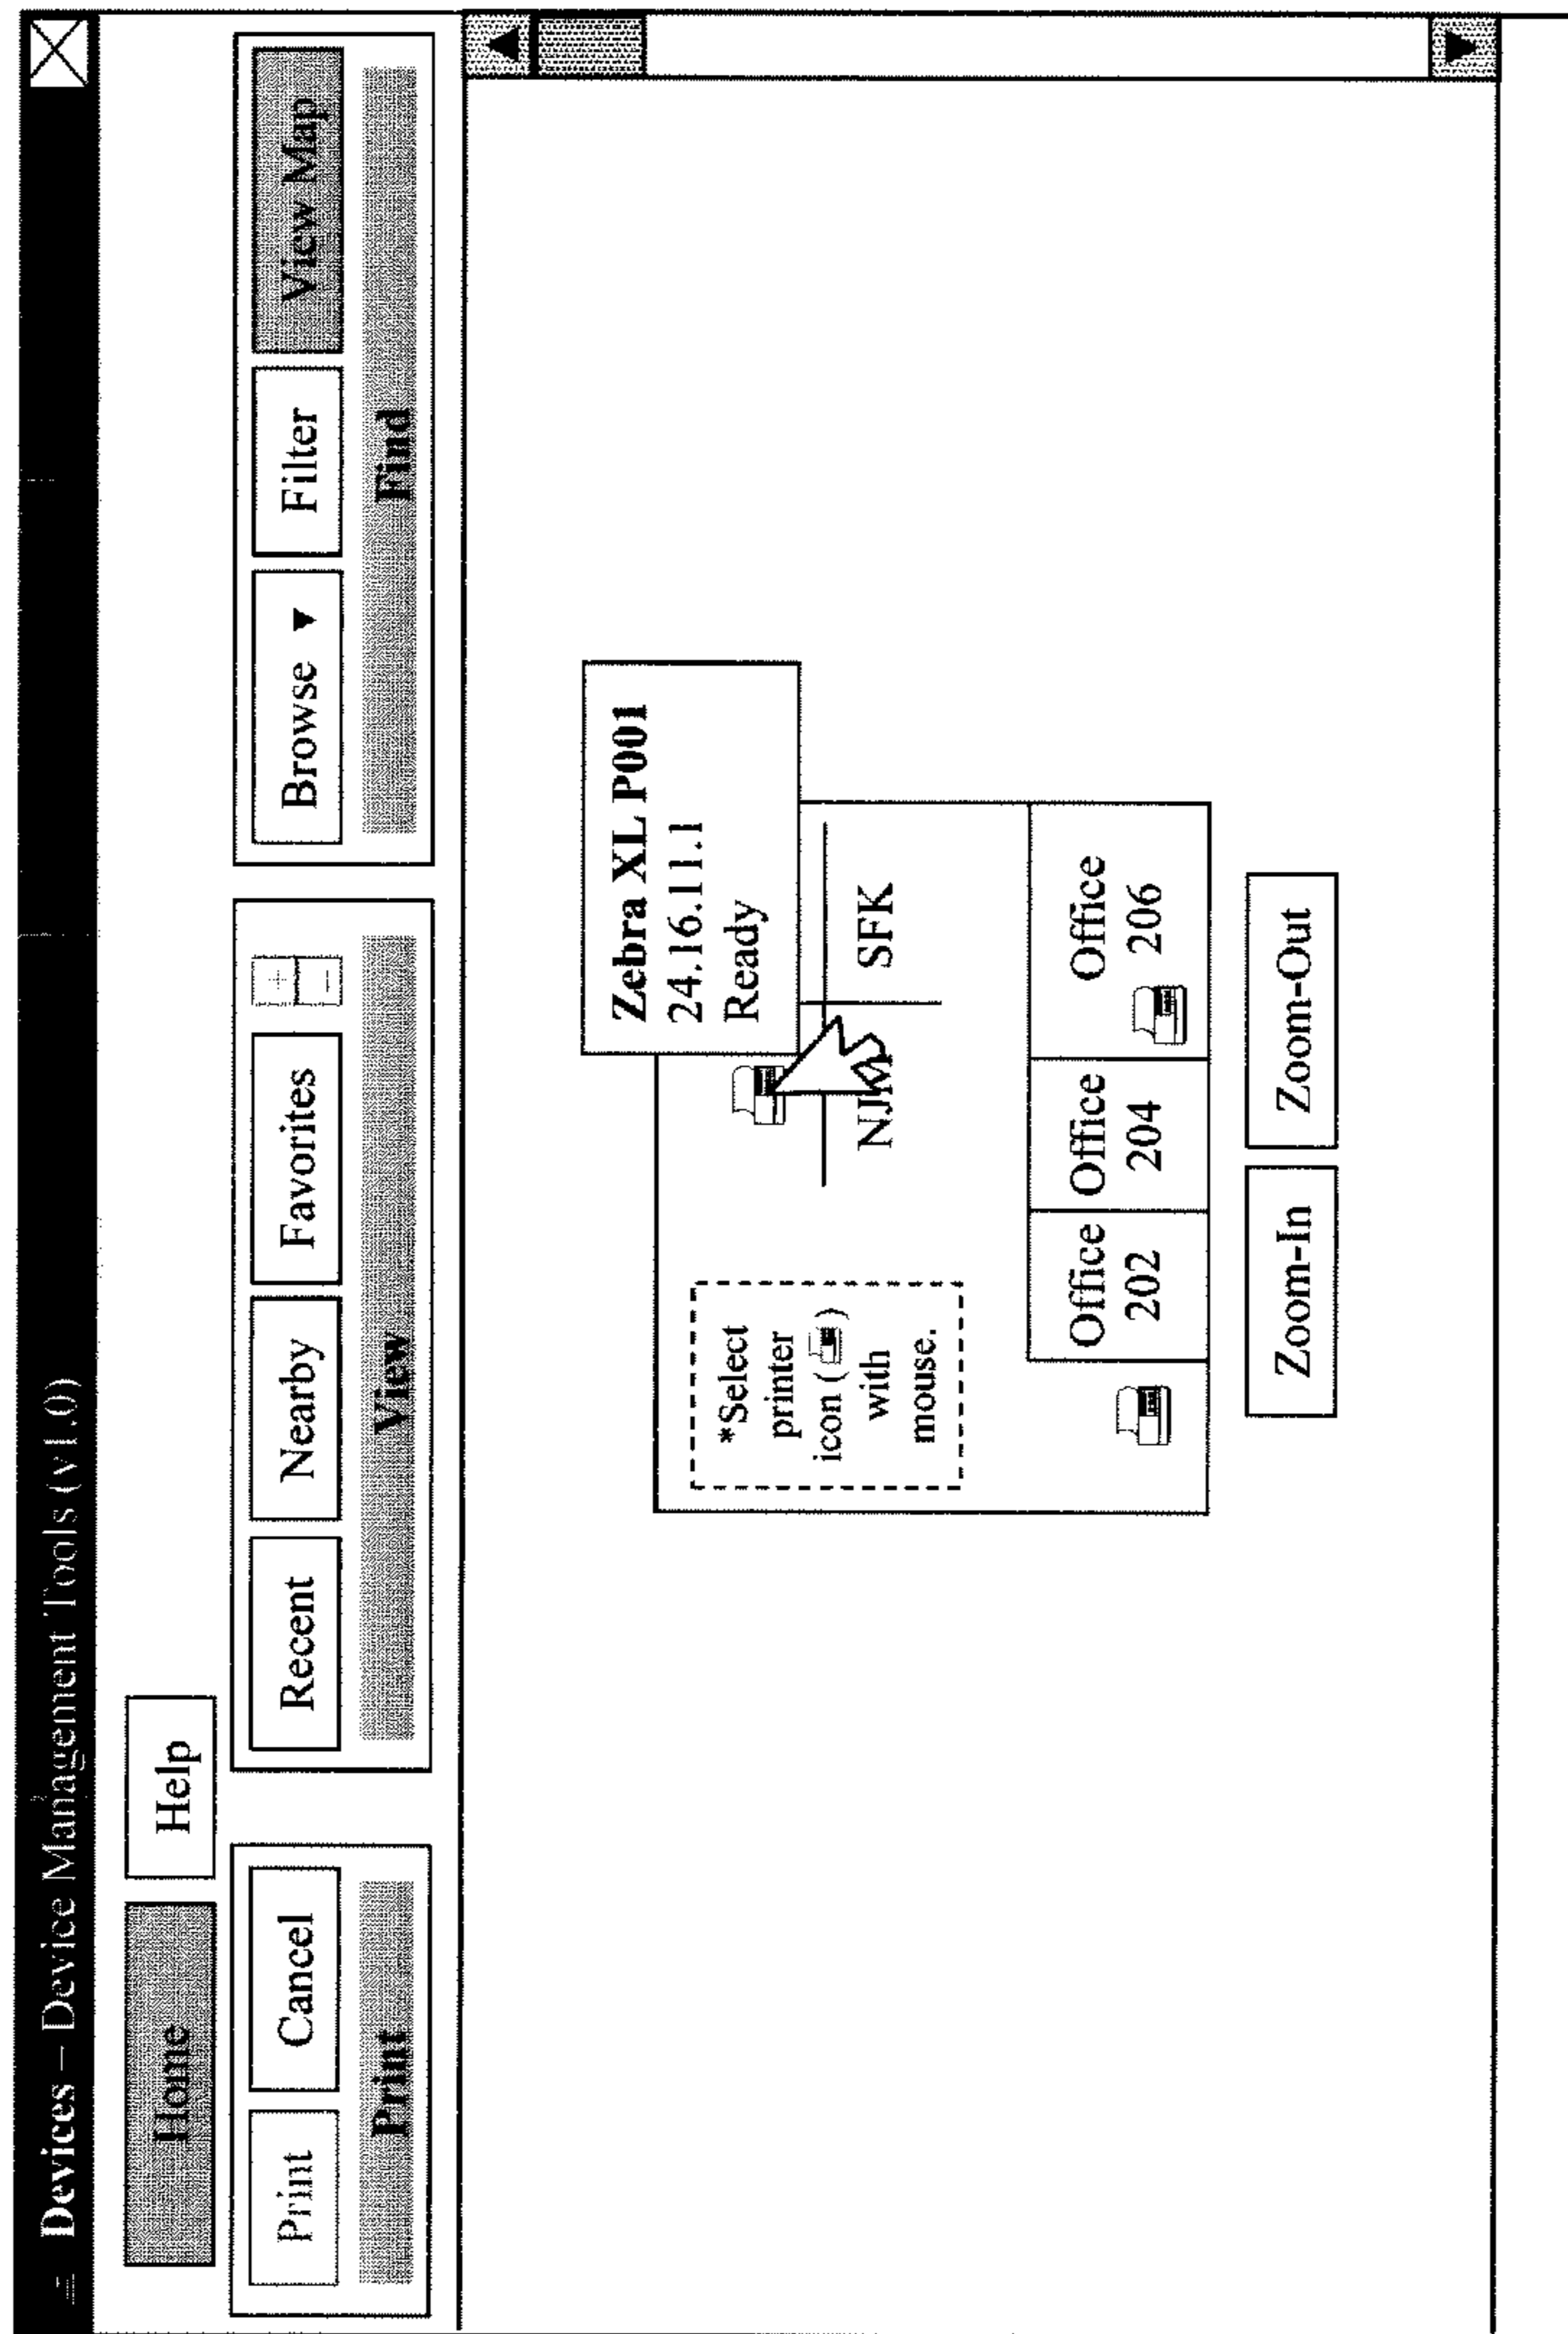 Devices – Device Management Tools (v1.0)
Home
Help
Print
Cancel
Print
Recent
Nearby
Favorites
+
−
View
Browse ▼
Filter
View Map
Find
*Select
printer
icon ( )
with
mouse.
Zebra XL P001
24.16.11.1
Ready
NJM
SFK
Office
202
Office
204
Office
206
Zoom-In
Zoom-Out